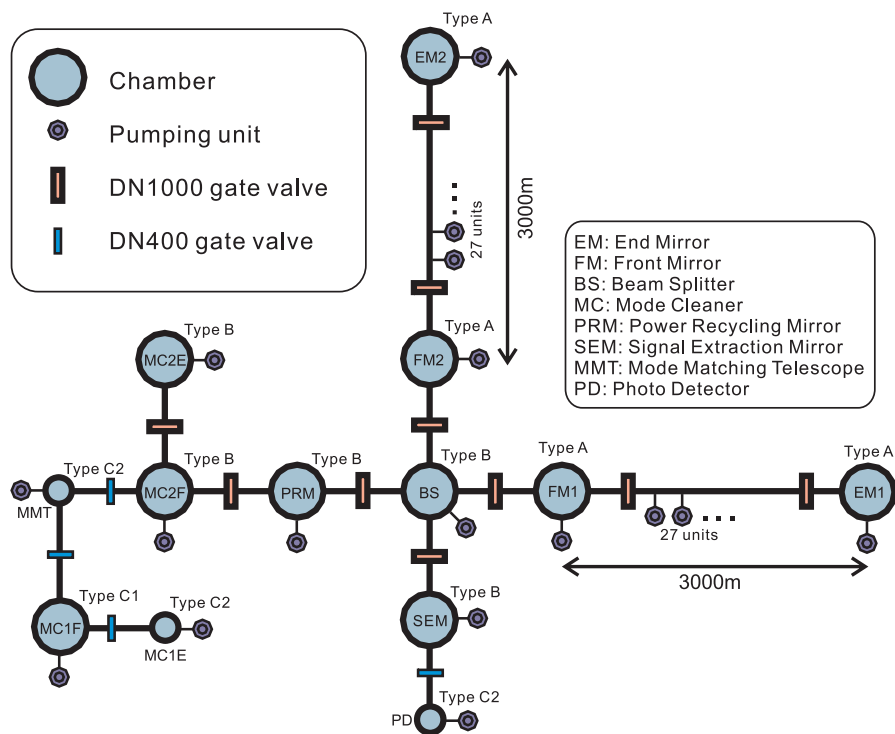 Chamber
Pumping unit
DN1000 gate valve
DN400 gate valve
Type A
EM2
3000m
27 units
EM: End Mirror
FM: Front Mirror
BS: Beam Splitter
MC: Mode Cleaner
PRM: Power Recycling Mirror
SEM: Signal Extraction Mirror
MMT: Mode Matching Telescope
PD: Photo Detector
Type B
MC2E
Type A
FM2
Type C2
MMT
Type B
MC2F
Type B
PRM
Type B
BS
Type A
FM1
Type A
EM1
27 units
3000m
Type C1
MC1F
Type C2
MC1E
Type B
SEM
Type C2
PD